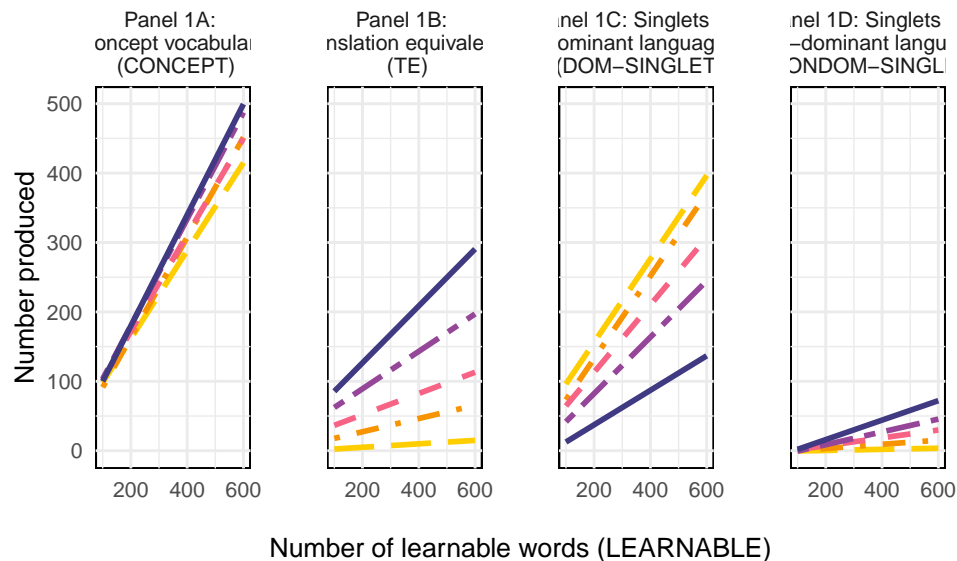 Panel 1A:
oncept vocabular
(CONCEPT)
Panel 1B:
nslation equivale
(TE)
nel 1C: Singlets
ominant languag
(DOM−SINGLET
nel 1D: Singlets
−dominant langu
ONDOM−SINGL
Number produced
500
400
300
200
100
0
200 400 600
200 400 600
200 400 600
200 400 600
Number of learnable words (LEARNABLE)